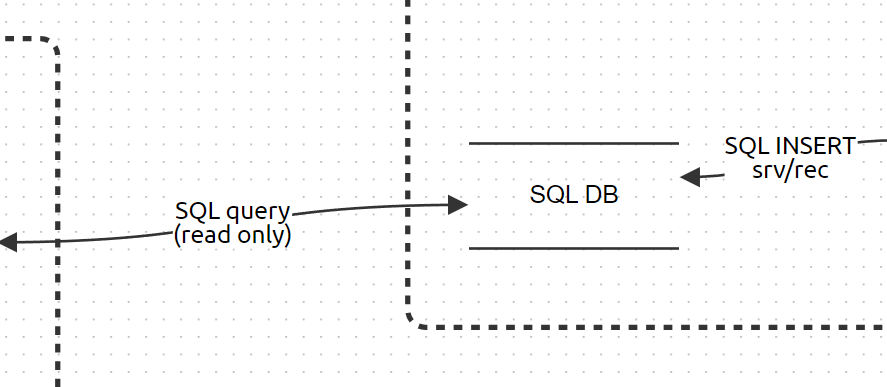 SQL INSERT
srv/rec
SQL DB
SQL query
(read only)